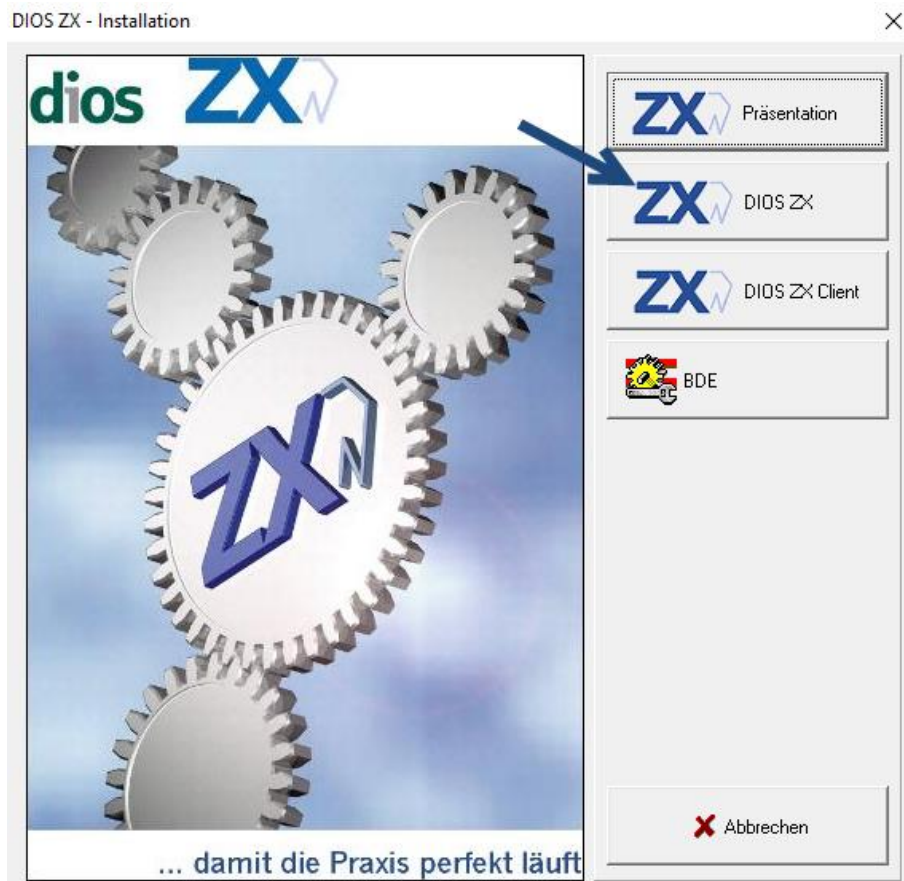 DIOS ZX - Installation
dios ZX
ZX Präsentation
ZX DIOS ZX
ZX DIOS ZX Client
BDE
ZX
Abbrechen
... damit die Praxis perfekt läuft